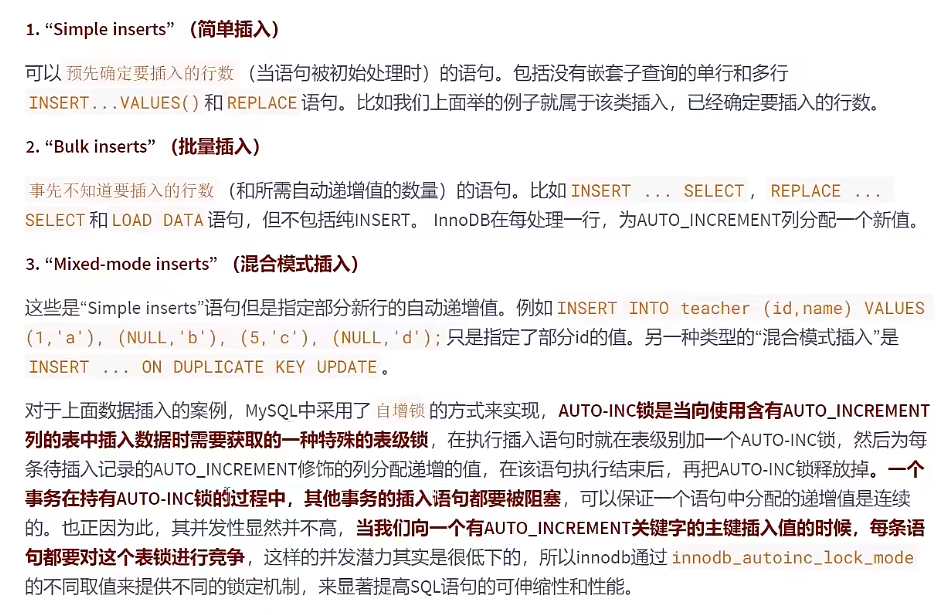 1. “Simple inserts” （简单插入）
可以 预先确定要插入的行数 （当语句被初始处理时）的语句。包括没有嵌套子查询的单行和多行
INSERT...VALUES() 和 REPLACE 语句。比如我们上面举的例子就属于该类插入，已经确定要插入的行数。
2. “Bulk inserts” （批量插入）
事先不知道要插入的行数 （和所需自动递增值的数量）的语句。比如 INSERT ... SELECT ， REPLACE ...
SELECT 和 LOAD DATA 语句，但不包括纯INSERT。 InnoDB在每处理一行，为AUTO_INCREMENT列分配一个新值。
3. “Mixed-mode inserts” （混合模式插入）
这些是“Simple inserts”语句但是指定部分新行的自动递增值。例如 INSERT INTO teacher (id,name) VALUES
(1,'a'), (NULL,'b'), (5,'c'), (NULL,'d'); 只是指定了部分id的值。另一种类型的“混合模式插入”是
INSERT ... ON DUPLICATE KEY UPDATE 。
对于上面数据插入的案例，MySQL中采用了 自增锁 的方式来实现，AUTO-INC锁是当向使用含有AUTO_INCREMENT
列的表中插入数据时需要获取的一种特殊的表级锁，在执行插入语句时就在表级别加一个AUTO-INC锁，然后为每
条待插入记录的AUTO_INCREMENT修饰的列分配递增的值，在该语句执行结束后，再把AUTO-INC锁释放掉。一个
事务在持有AUTO-INC锁的过程中，其他事务的插入语句都要被阻塞，可以保证一个语句中分配的递增值是连续
的。也正因为此，其并发性显然并不高，当我们向一个有AUTO_INCREMENT关键字的主键插入值的时候，每条语
句都要对这个表锁进行竞争，这样的并发潜力其实是很低下的，所以innodb通过 innodb_autoinc_lock_mode
的不同取值来提供不同的锁定机制，来显著提高SQL语句的可伸缩性和性能。